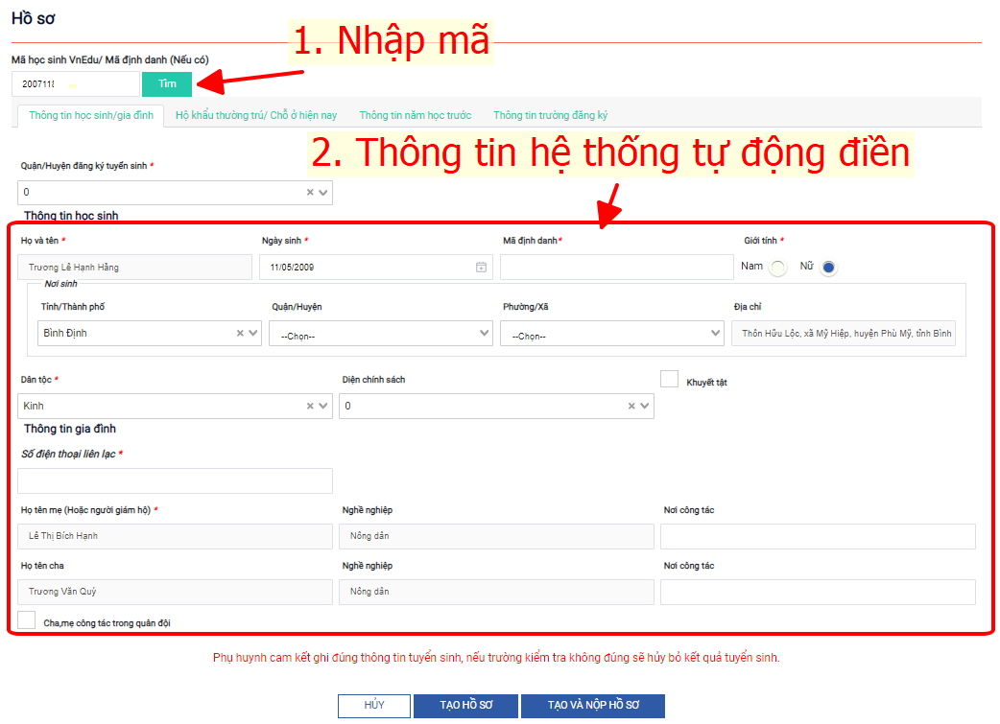 Hồ sơ
1. Nhập mã
Mã học sinh VnEdu/ Mã định danh (Nếu có)
2007118
Tìm
Thông tin học sinh/gia đình Hộ khẩu thường trú/ Chỗ ở hiện nay Thông tin năm học trước Thông tin trường đăng ký
2. Thông tin hệ thống tự động điền
Quận/Huyện đăng ký tuyển sinh *
0
Thông tin học sinh
Họ và tên * Ngày sinh * Mã định danh* Giới tính *
Trương Lê Hạnh Hằng 11/05/2009 Nam Nữ
Nơi sinh
Tỉnh/Thành phố Quận/Huyện Phường/Xã Địa chỉ
Bình Định --Chọn-- --Chọn-- Thôn Hữu Lộc, xã Mỹ Hiệp, huyện Phù Mỹ, tỉnh Bình
Dân tộc * Diện chính sách Khuyết tật
Kinh 0
Thông tin gia đình
Số điện thoại liên lạc *
Họ tên mẹ (Hoặc người giám hộ) * Nghề nghiệp Nơi công tác
Lê Thị Bích Hạnh Nông dân
Họ tên cha Nghề nghiệp Nơi công tác
Trương Văn Quý Nông dân
Cha,mẹ công tác trong quân đội
Phụ huynh cam kết ghi đúng thông tin tuyển sinh, nếu trường kiểm tra không đúng sẽ hủy bỏ kết quả tuyển sinh.
HỦY TẠO HỒ SƠ TẠO VÀ NỘP HỒ SƠ